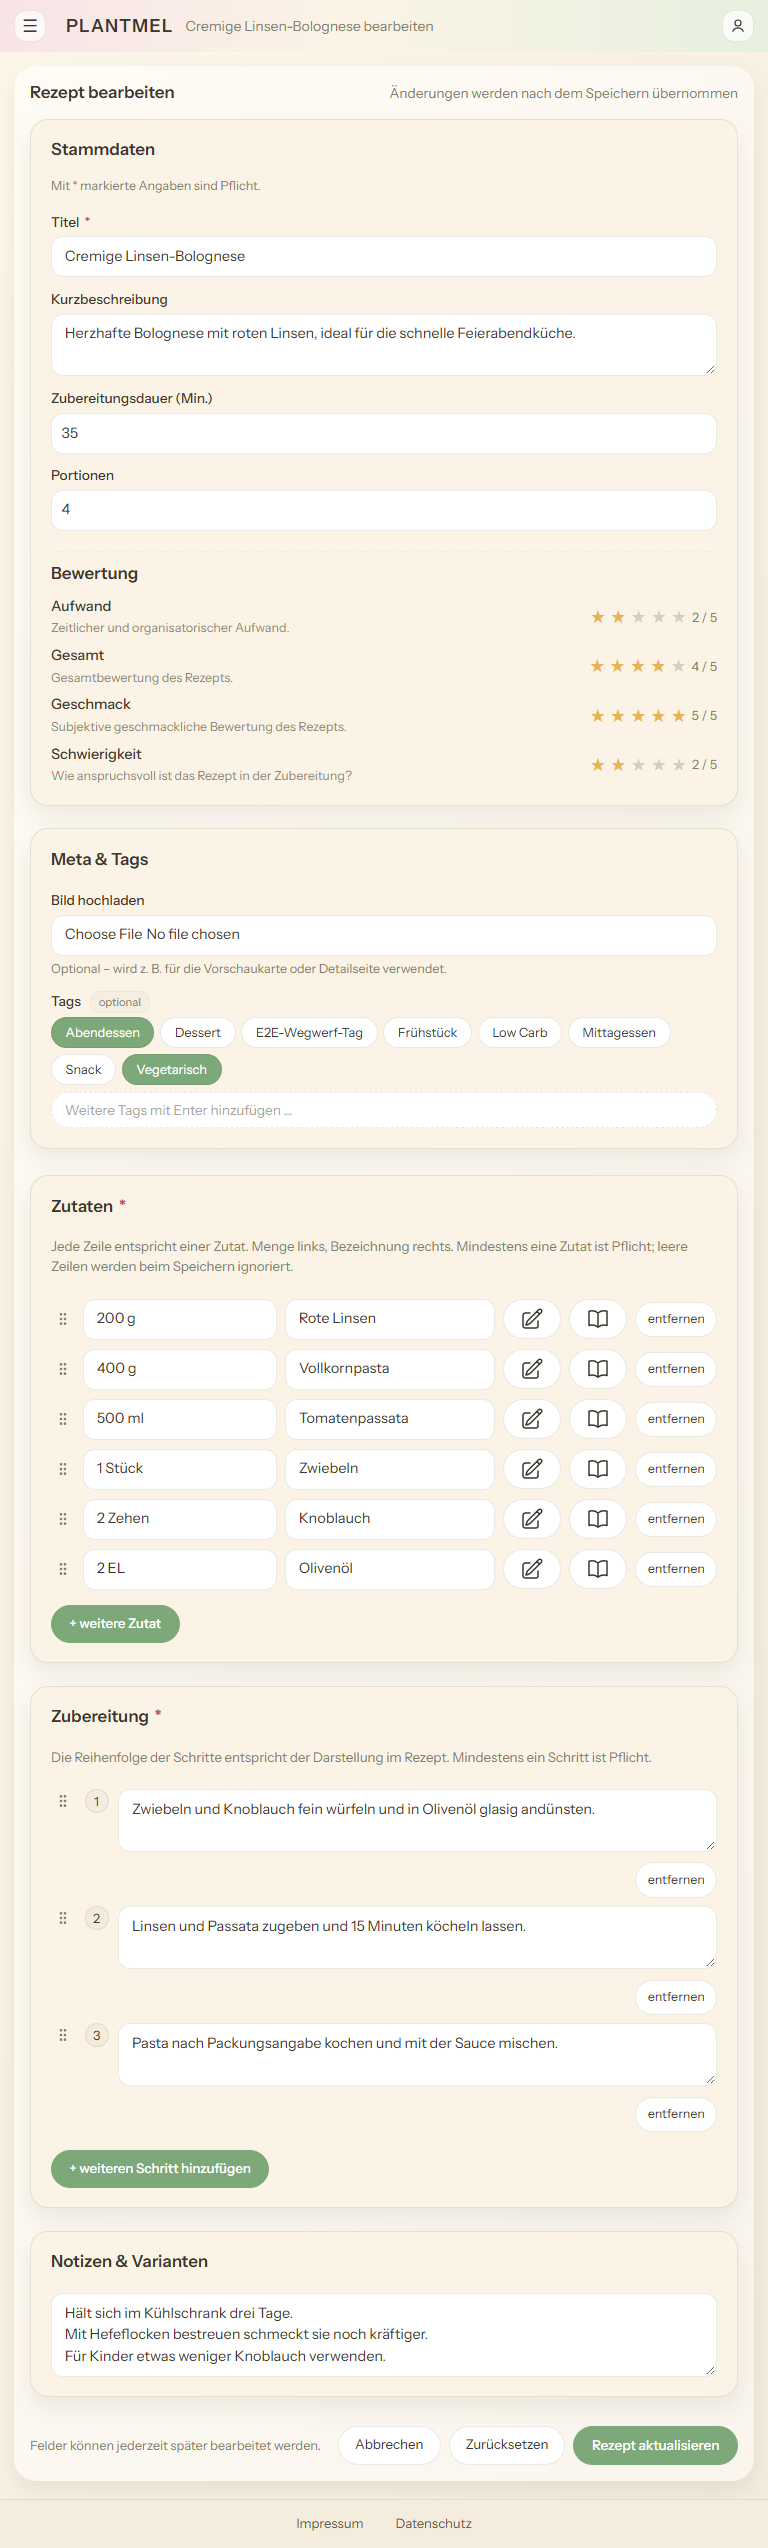 PLANTMEL Cremige Linsen-Bolognese bearbeiten
Rezept bearbeiten
Änderungen werden nach dem Speichern übernommen
Stammdaten
Mit * markierte Angaben sind Pflicht.
Titel *
Cremige Linsen-Bolognese
Kurzbeschreibung
Herzhafte Bolognese mit roten Linsen, ideal für die schnelle Feierabendküche.
Zubereitungsdauer (Min.)
35
Portionen
4
Bewertung
Aufwand
Zeitlicher und organisatorischer Aufwand.
2 / 5
Gesamt
Gesamtbewertung des Rezepts.
4 / 5
Geschmack
Subjektive geschmackliche Bewertung des Rezepts.
5 / 5
Schwierigkeit
Wie anspruchsvoll ist das Rezept in der Zubereitung?
2 / 5
Meta & Tags
Bild hochladen
Choose File No file chosen
Optional – wird z. B. für die Vorschaukarte oder Detailseite verwendet.
Tags optional
Abendessen Dessert E2E-Wegwerf-Tag Frühstück Low Carb Mittagessen
Snack Vegetarisch
Weitere Tags mit Enter hinzufügen ...
Zutaten *
Jede Zeile entspricht einer Zutat. Menge links, Bezeichnung rechts. Mindestens eine Zutat ist Pflicht; leere
Zeilen werden beim Speichern ignoriert.
200 g Rote Linsen entfernen
400 g Vollkornpasta entfernen
500 ml Tomatenpassata entfernen
1 Stück Zwiebeln entfernen
2 Zehen Knoblauch entfernen
2 EL Olivenöl entfernen
+ weitere Zutat
Zubereitung *
Die Reihenfolge der Schritte entspricht der Darstellung im Rezept. Mindestens ein Schritt ist Pflicht.
1 Zwiebeln und Knoblauch fein würfeln und in Olivenöl glasig andünsten.
entfernen
2 Linsen und Passata zugeben und 15 Minuten köcheln lassen.
entfernen
3 Pasta nach Packungsangabe kochen und mit der Sauce mischen.
entfernen
+ weiteren Schritt hinzufügen
Notizen & Varianten
Hält sich im Kühlschrank drei Tage.
Mit Hefeflocken bestreuen schmeckt sie noch kräftiger.
Für Kinder etwas weniger Knoblauch verwenden.
Felder können jederzeit später bearbeitet werden. Abbrechen Zurücksetzen Rezept aktualisieren
Impressum Datenschutz